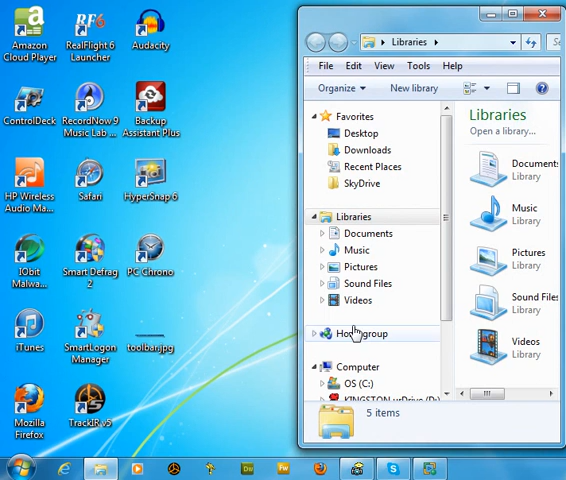 Amazon
Cloud Player
RealFlight 6
Launcher
Audacity
ControlDeck
RecordNow 9
Music Lab ...
Backup
Assistant Plus
HP Wireless
Audio Ma...
Safari
HyperSnap 6
IObit
Malwa...
Smart Defrag
2
PC Chrono
iTunes
SmartLogon
Manager
toolbar.jpg
Mozilla
Firefox
TrackIR v5
Libraries
File Edit View Tools Help
Organize New library
Favorites
Desktop
Downloads
Recent Places
SkyDrive
Libraries
Documents
Music
Pictures
Sound Files
Videos
Computer
OS (C:)
Libraries
Open a library...
Documents
Library
Music
Library
Pictures
Library
Sound Files
Library
Videos
Library
5 items
Dw
Fw